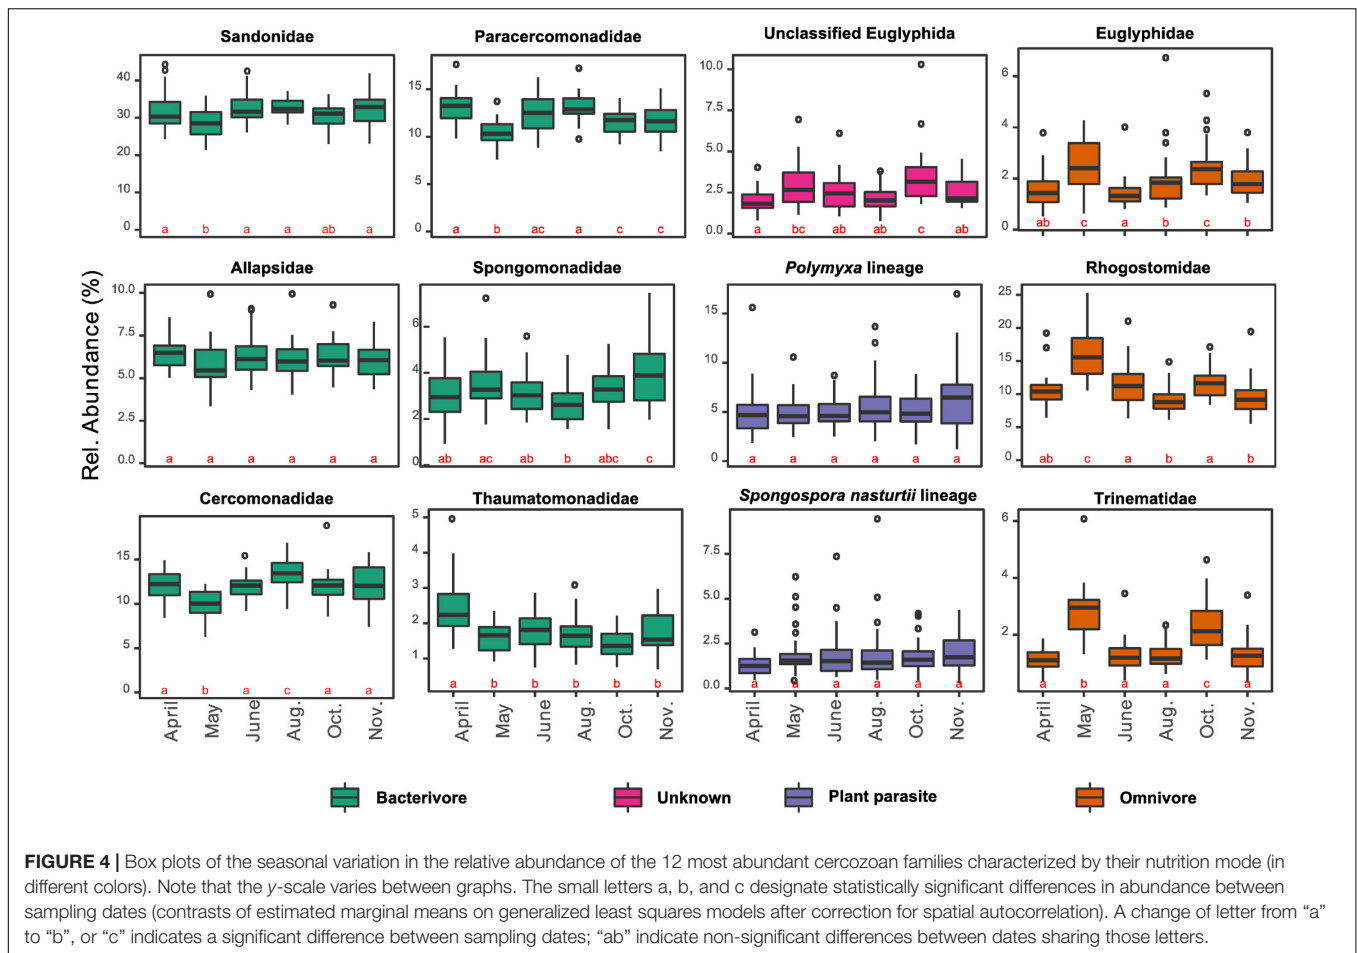 Sandonidae Paracercomonadidae Unclassified Euglyphida Euglyphidae
40
30
20
10
0
a b a a ab a
15
10
5
0
a b ac a c c
10.0
7.5
5.0
2.5
0.0
a bc ab ab c ab
6
4
2
0
ab c a b c b
Rel. Abundance (%)
Allapsidae Spongomonadidae Polymyxa lineage Rhogostomidae
10.0
7.5
5.0
2.5
0.0
a a a a a a
6
4
2
0
ab ac ab b abc c
15
10
5
0
a a a a a a
25
20
15
10
5
0
ab c a b a b
Cercomonadidae Thaumatomonadidae Spongospora nasturtii lineage Trinematidae
15
10
5
0
a b a c a a
5
4
3
2
1
a b b b b b
7.5
5.0
2.5
0.0
a a a a a a
6
4
2
a b a a c a
April May June Aug. Oct. Nov. April May June Aug. Oct. Nov. April May June Aug. Oct. Nov. April May June Aug. Oct. Nov.
Bacterivore Unknown Plant parasite Omnivore
FIGURE 4 | Box plots of the seasonal variation in the relative abundance of the 12 most abundant cercozoan families characterized by their nutrition mode (in
different colors). Note that the y-scale varies between graphs. The small letters a, b, and c designate statistically significant differences in abundance between
sampling dates (contrasts of estimated marginal means on generalized least squares models after correction for spatial autocorrelation). A change of letter from “a”
to “b”, or “c” indicates a significant difference between sampling dates; “ab” indicate non-significant differences between dates sharing those letters.